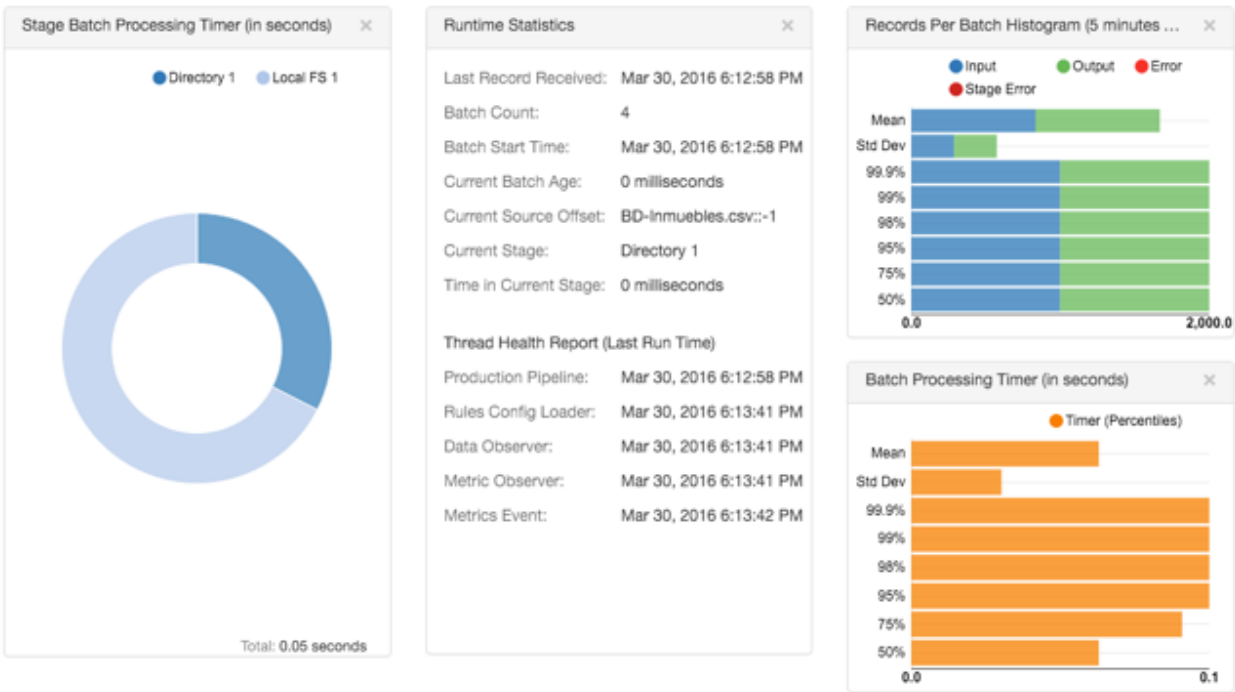 Stage Batch Processing Timer (in seconds) ×
Directory 1 Local FS 1
Total: 0.05 seconds
Runtime Statistics ×
Last Record Received: Mar 30, 2016 6:12:58 PM
Batch Count: 4
Batch Start Time: Mar 30, 2016 6:12:58 PM
Current Batch Age: 0 milliseconds
Current Source Offset: BD-Inmuebles.csv::-1
Current Stage: Directory 1
Time in Current Stage: 0 milliseconds
Thread Health Report (Last Run Time)
Production Pipeline: Mar 30, 2016 6:12:58 PM
Rules Config Loader: Mar 30, 2016 6:13:41 PM
Data Observer: Mar 30, 2016 6:13:41 PM
Metric Observer: Mar 30, 2016 6:13:41 PM
Metrics Event: Mar 30, 2016 6:13:42 PM
Records Per Batch Histogram (5 minutes ... ×
Input Output Error
Stage Error
Mean
Std Dev
99.9%
99%
98%
95%
75%
50%
0.0 2,000.0
Batch Processing Timer (in seconds) ×
Timer (Percentiles)
Mean
Std Dev
99.9%
99%
98%
95%
75%
50%
0.0 0.1